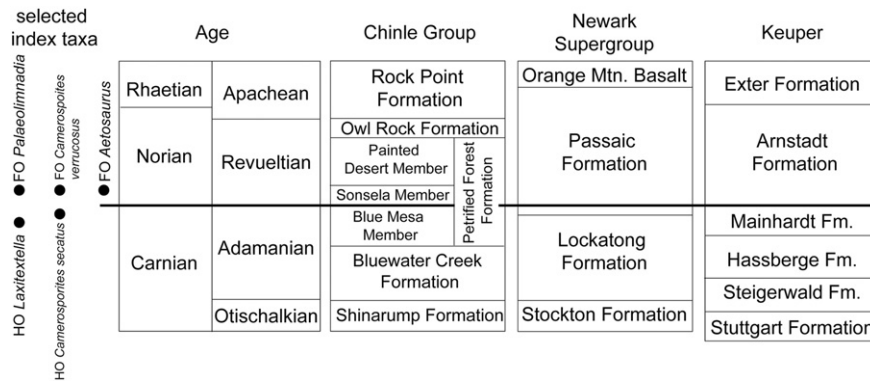 selected
index taxa
Age
Chinle Group
Newark
Supergroup
Keuper
FO Palaeolimnadia
FO Camerospoites
verrucosus
FO Aetosaurus
HO Laxitextella
HO Camerosporites secatus
Rhaetian
Norian
Carnian
Apachean
Revueltian
Adamanian
Otischalkian
Rock Point
Formation
Owl Rock Formation
Painted
Desert Member
Sonsela Member
Blue Mesa
Member
Petrified Forest
Formation
Bluewater Creek
Formation
Shinarump Formation
Orange Mtn. Basalt
Passaic
Formation
Lockatong
Formation
Stockton Formation
Exter Formation
Arnstadt
Formation
Mainhardt Fm.
Hassberge Fm.
Steigerwald Fm.
Stuttgart Formation